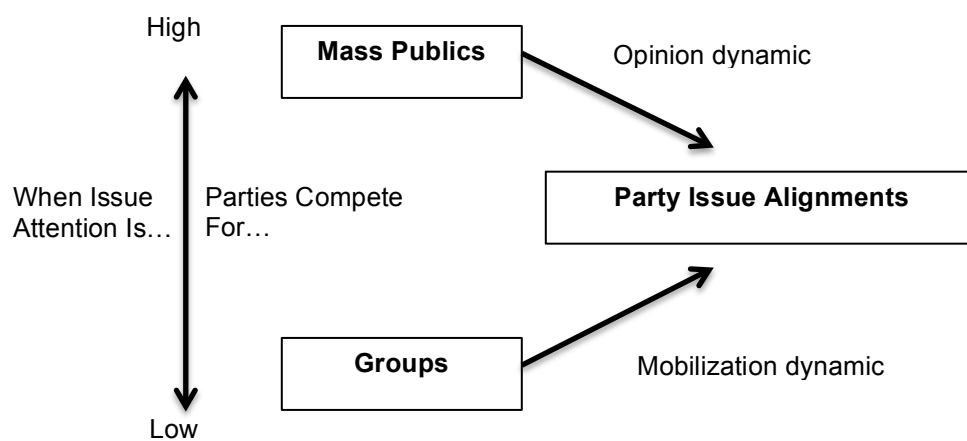 High
Mass Publics
Opinion dynamic
When Issue
Attention Is…
Parties Compete
For…
Party Issue Alignments
Groups
Mobilization dynamic
Low